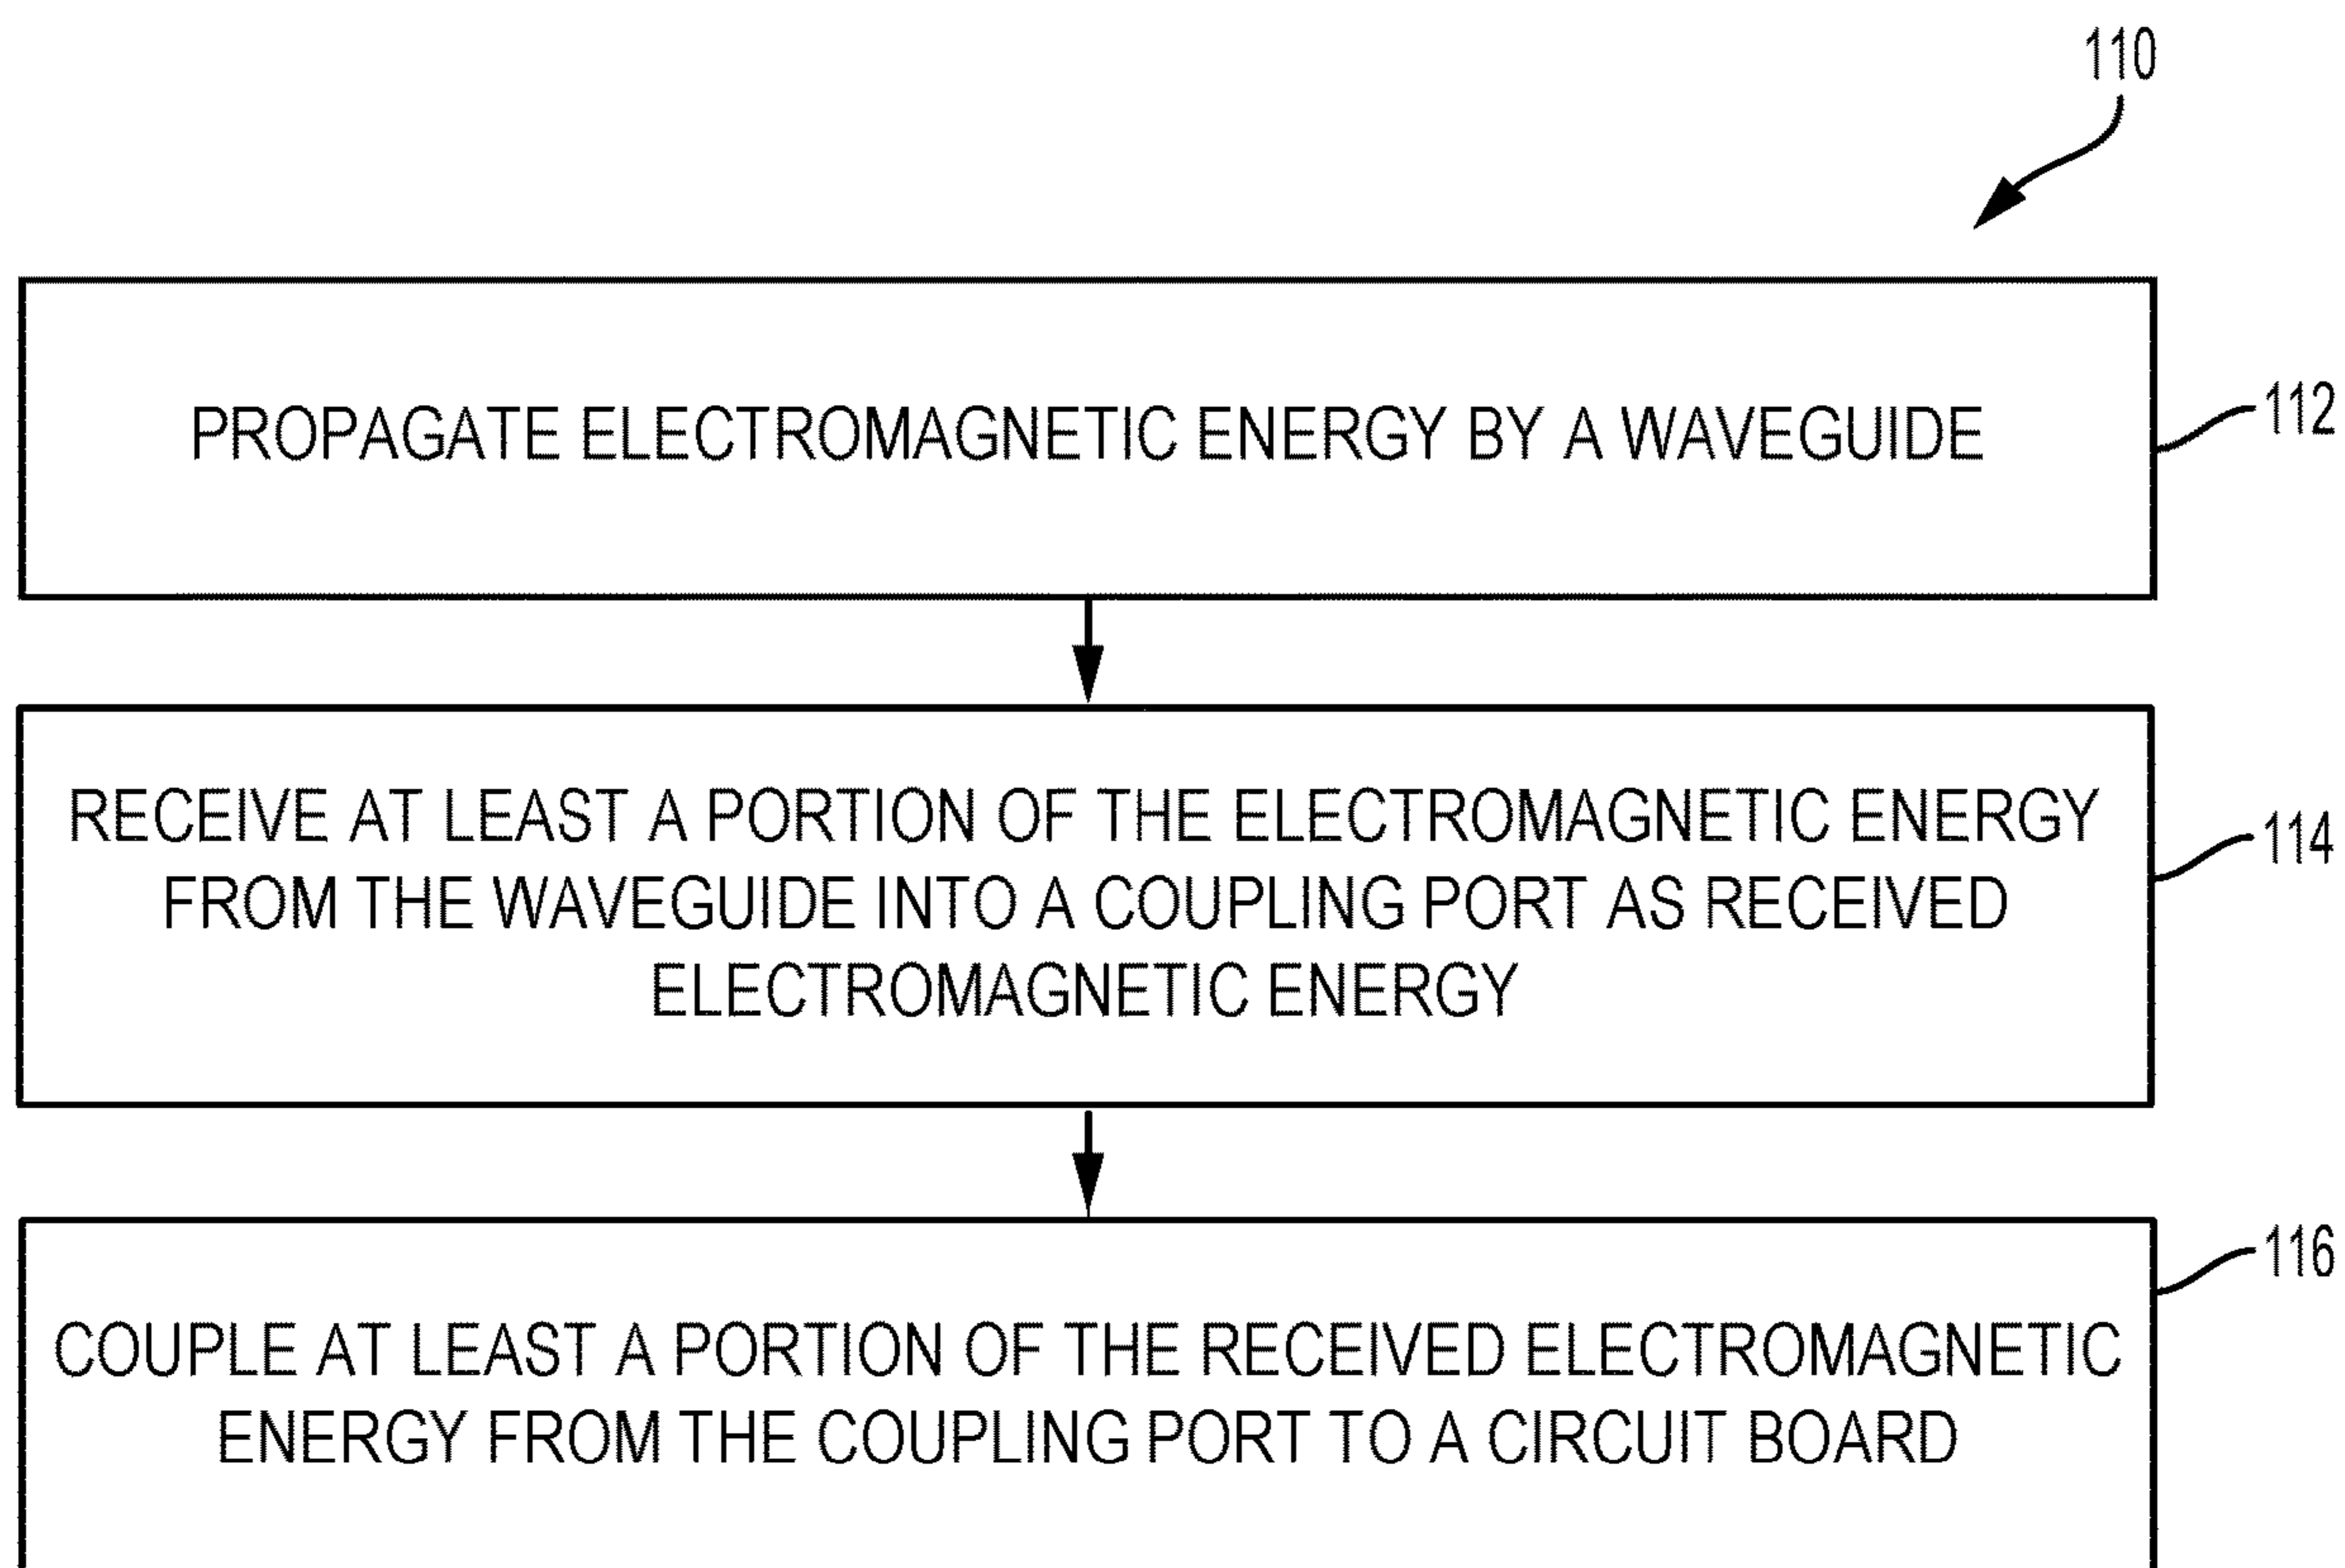 110
PROPAGATE ELECTROMAGNETIC ENERGY BY A WAVEGUIDE
112
RECEIVE AT LEAST A PORTION OF THE ELECTROMAGNETIC ENERGY
FROM THE WAVEGUIDE INTO A COUPLING PORT AS RECEIVED
ELECTROMAGNETIC ENERGY
114
COUPLE AT LEAST A PORTION OF THE RECEIVED ELECTROMAGNETIC
ENERGY FROM THE COUPLING PORT TO A CIRCUIT BOARD
116